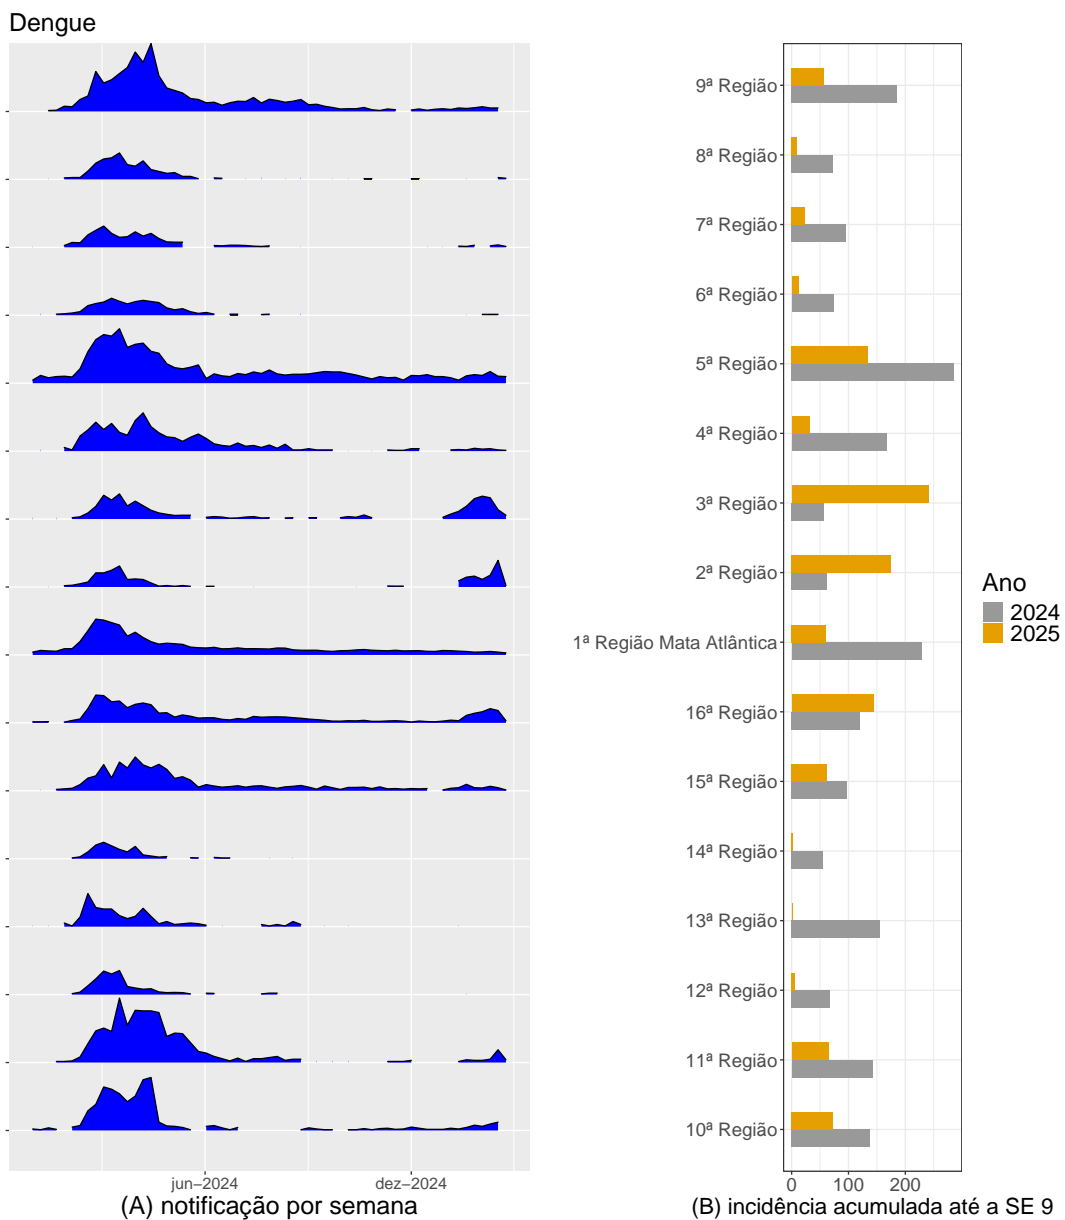 Dengue
9ª Região
8ª Região
7ª Região
6ª Região
5ª Região
4ª Região
3ª Região
2ª Região
1ª Região Mata Atlântica
16ª Região
15ª Região
14ª Região
13ª Região
12ª Região
11ª Região
10ª Região
Ano
2024
2025
jun−2024
dez−2024
(A) notificação por semana
0
100
200
(B) incidência acumulada até a SE 9